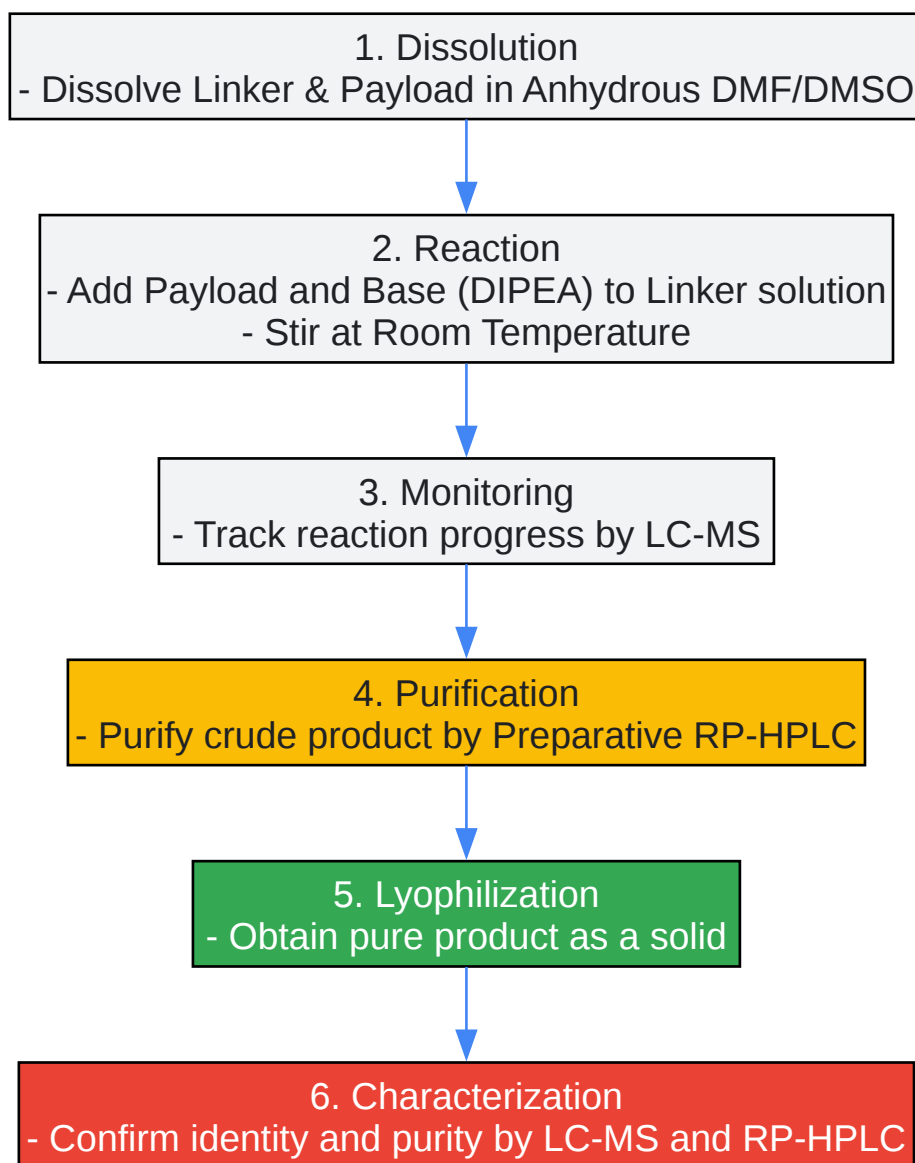 1. Dissolution
- Dissolve Linker & Payload in Anhydrous DMF/DMSO
2. Reaction
- Add Payload and Base (DIPEA) to Linker solution
- Stir at Room Temperature
3. Monitoring
- Track reaction progress by LC-MS
4. Purification
- Purify crude product by Preparative RP-HPLC
5. Lyophilization
- Obtain pure product as a solid
6. Characterization
- Confirm identity and purity by LC-MS and RP-HPLC